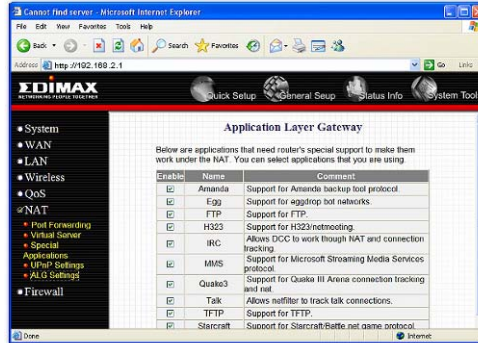 Cannot find server - Microsoft Internet Explorer
File Edit View Favorites Tools Help
Back Search Favorites
Address http://192.168.2.1 Go Links
EDIMAX
NETWORKING PEOPLE TOGETHER
Quick Setup General Seup Status Info System Tool
System
WAN
LAN
Wireless
QoS
NAT
Port Forwarding
Virtual Server
Special
Applications
UPnP Settings
ALG Settings
Firewall
Application Layer Gateway
Below are applications that need router's special support to make them
work under the NAT. You can select applications that you are using.
Enable Name Comment
Amanda Support for Amanda backup tool protocol.
Egg Support for eggdrop bot networks.
FTP Support for FTP.
H323 Support for H323/netmeeting.
IRC Allows DCC to work though NAT and connection
tracking.
MMS Support for Microsoft Streaming Media Services
protocol.
Quake3 Support for Quake III Arena connection tracking
and nat.
Talk Allows netfilter to track talk connections.
TFTP Support for TFTP.
Starcraft Support for Starcraft/Battle net game protocol.
Done Internet